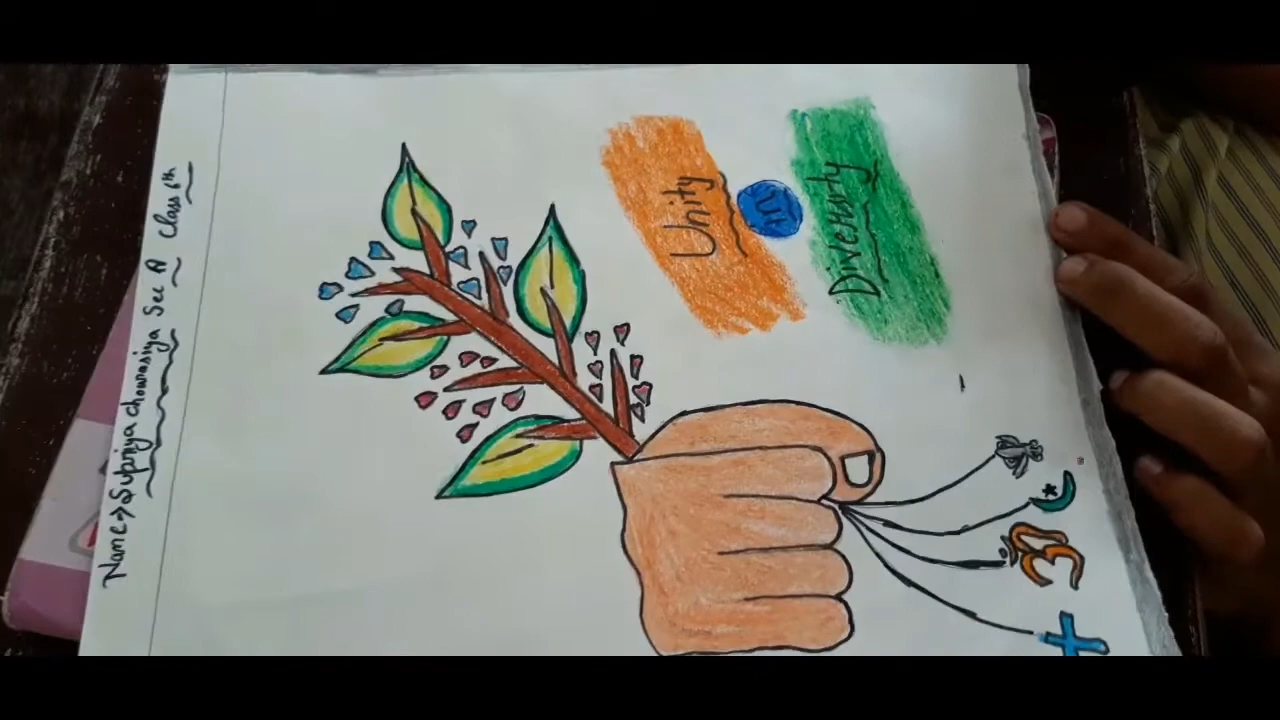 Name → Supriya chowrasiya Sec A Class 6th
Unity
in
Diversity
ॐ